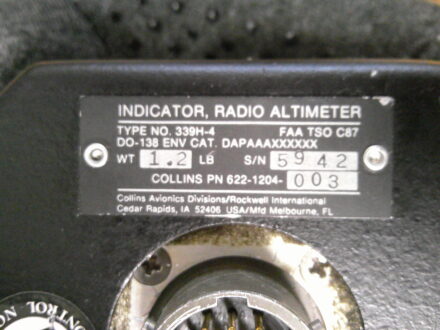 INDICATOR, RADIO ALTIMETER
TYPE NO. 339H-4 FAA TSO C87
DO-138 ENV CAT. DAPAAAXXXXXX
WT 1.2 LB S/N 5942
COLLINS PN 622-1204-003
Collins Avionics Divisions/Rockwell International
Cedar Rapids, IA 52406 USA/Mfd Melbourne, FL
CONTROL NO